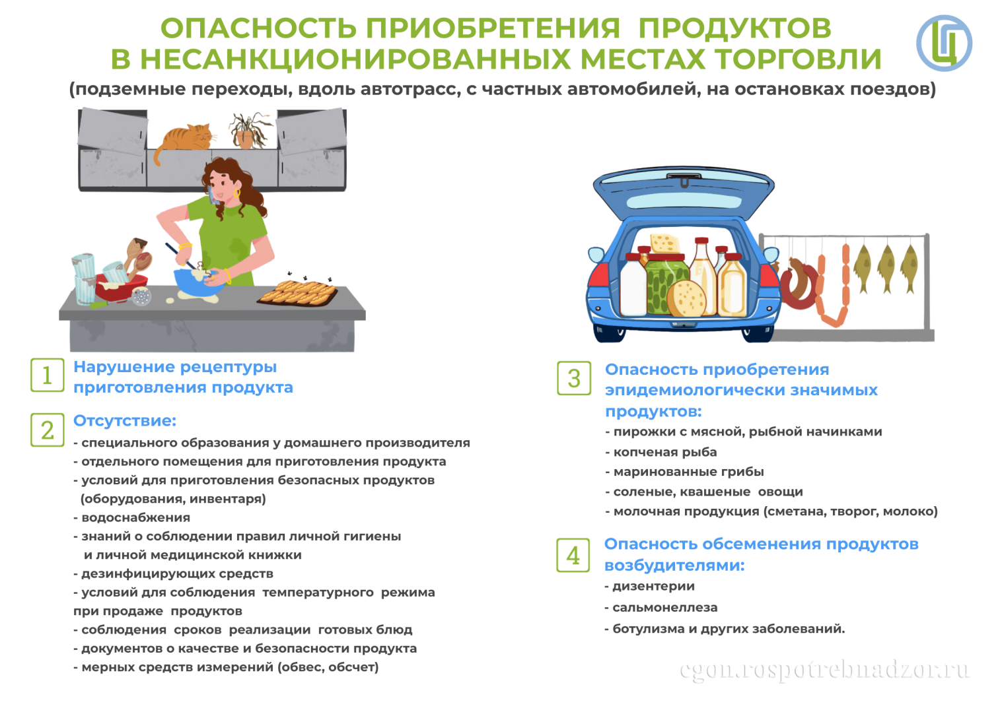 ОПАСНОСТЬ ПРИОБРЕТЕНИЯ ПРОДУКТОВ
В НЕСАНКЦИОНИРОВАННЫХ МЕСТАХ ТОРГОВЛИ
(подземные переходы, вдоль автотрасс, с частных автомобилей, на остановках поездов)
1
Нарушение рецептуры
приготовления продукта
2
Отсутствие:
- специального образования у домашнего производителя
- отдельного помещения для приготовления продукта
- условий для приготовления безопасных продуктов
(оборудования, инвентаря)
- водоснабжения
- знаний о соблюдении правил личной гигиены
и личной медицинской книжки
- дезинфицирующих средств
- условий для соблюдения температурного режима
при продаже продуктов
- соблюдения сроков реализации готовых блюд
- документов о качестве и безопасности продукта
- мерных средств измерений (обвес, обсчет)
3
Опасность приобретения
эпидемиологически значимых
продуктов:
- пирожки с мясной, рыбной начинками
- копченая рыба
- маринованные грибы
- соленые, квашеные овощи
- молочная продукция (сметана, творог, молоко)
4
Опасность обсеменения продуктов
возбудителями:
- дизентерии
- сальмонеллеза
- ботулизма и других заболеваний.
cgon.rospotrebnadzor.ru